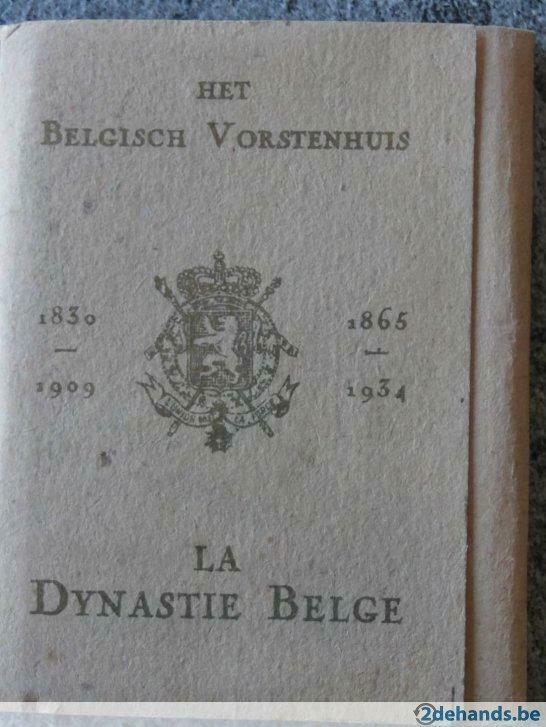 HET
BELGISCH VORSTENHUIS
1830
—
1909
1865
—
1934
LA
DYNASTIE BELGE
2dehands.be